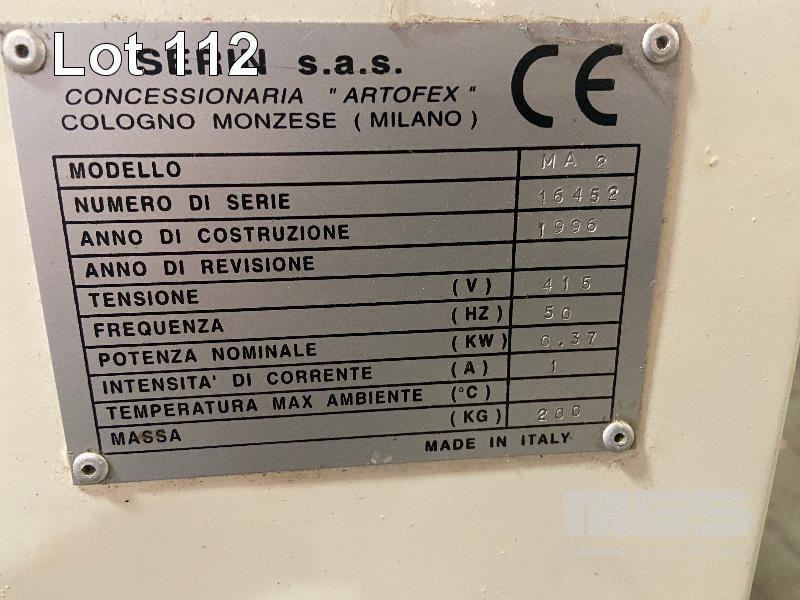 Lot 112
s.a.s.
CONCESSIONARIA "ARTOFEX"
COLOGNO MONZESE (MILANO)
CE
MODELLO MA 2
NUMERO DI SERIE 16452
ANNO DI COSTRUZIONE 1996
ANNO DI REVISIONE
TENSIONE (V) 415
FREQUENZA (HZ) 50
POTENZA NOMINALE (KW) 0.37
INTENSITA' DI CORRENTE (A) 1
TEMPERATURA MAX AMBIENTE (°C)
MASSA (KG) 200
MADE IN ITALY
MGS